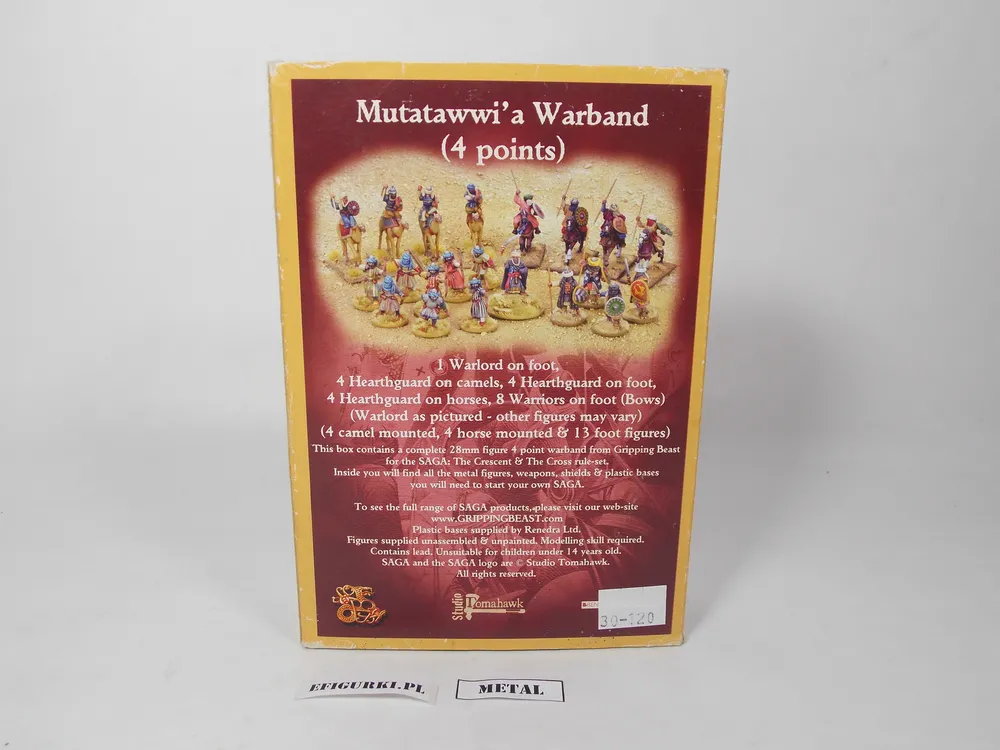 Mutatawwi'a Warband
(4 points)
1 Warlord on foot,
4 Hearthguard on camels, 4 Hearthguard on foot,
4 Hearthguard on horses, 8 Warriors on foot (Bows)
(Warlord as pictured - other figures may vary)
(4 camel mounted, 4 horse mounted & 13 foot figures)
This box contains a complete 28mm figure 4 point warband from Gripping Beast
for the SAGA: The Crescent & The Cross rule-set.
Inside you will find all the metal figures, weapons, shields & plastic bases
you will need to start your own SAGA.
To see the full range of SAGA products, please visit our web-site
www.GRIPPINGBEAST.com
Plastic bases supplied by Renedra Ltd.
Figures supplied unassembled & unpainted. Modelling skill required.
Contains lead. Unsuitable for children under 14 years old.
SAGA and the SAGA logo are © Studio Tomahawk.
All rights reserved.
Studio Tomahawk
30-120
EFIGURKI.PL
METAL